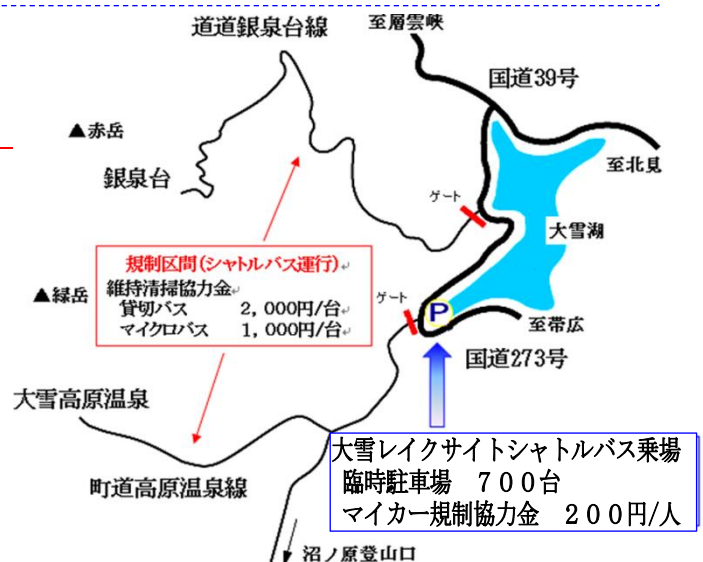 道道銀泉台線
至層雲峡
国道39号
▲赤岳
至北見
銀泉台
ゲート
大雪湖
規制区間(シャトルバス運行)
維持清掃協力金
貸切バス 2,000円/台
マイクロバス 1,000円/台
▲緑岳
ゲート
P
至帯広
国道273号
大雪高原温泉
大雪レイクサイトシャトルバス乗場
臨時駐車場 700台
マイカー規制協力金 200円/人
町道高原温泉線
沼ノ原登山口